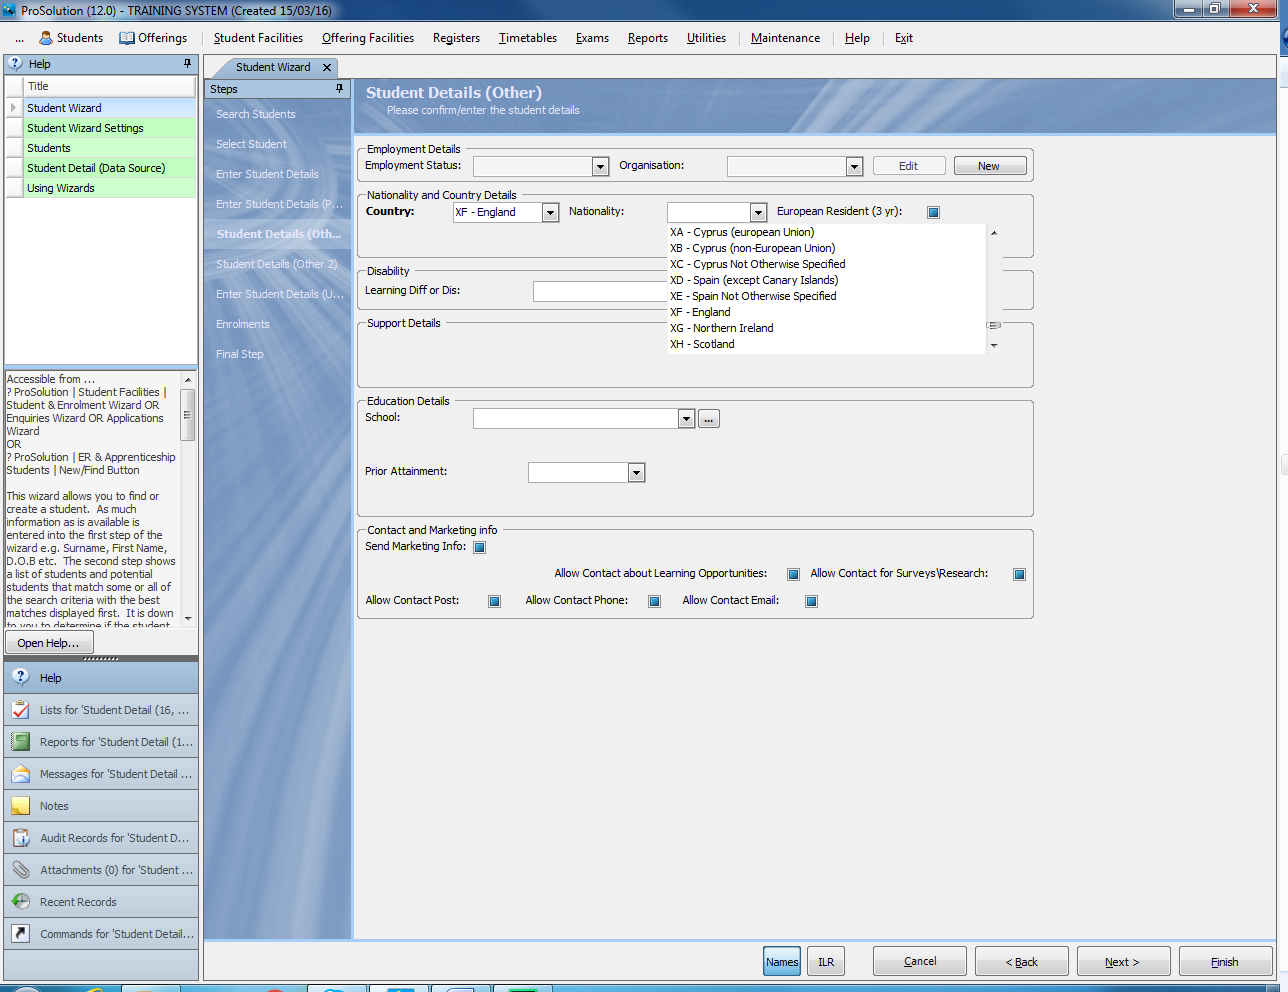 ProSolution (12.0) - TRAINING SYSTEM (Created 15/03/16)
... Students Offerings Student Facilities Offering Facilities Registers Timetables Exams Reports Utilities Maintenance Help Exit
Help
Title
Student Wizard
Student Wizard Settings
Students
Student Detail (Data Source)
Using Wizards
Accessible from ...
? ProSolution | Student Facilities |
Student & Enrolment Wizard OR
Enquiries Wizard OR Applications
Wizard
OR
? ProSolution | ER & Apprenticeship
Students | New/Find Button
This wizard allows you to find or
create a student. As much
information as is available is
entered into the first step of the
wizard e.g. Surname, First Name,
D.O.B etc. The second step shows
a list of students and potential
students that match some or all of
the search criteria with the best
matches displayed first. It is down
to you to determine if the student
Open Help...
Help
Lists for 'Student Detail (16, ...
Reports for 'Student Detail (1...
Messages for 'Student Detail ...
Notes
Audit Records for 'Student D...
Attachments (0) for 'Student ...
Recent Records
Commands for 'Student Detail...
Student Wizard X
Steps
Search Students
Select Student
Enter Student Details
Enter Student Details (P...
Student Details (Oth...
Student Details (Other 2)
Enter Student Details (U...
Enrolments
Final Step
Student Details (Other)
Please confirm/enter the student details
Employment Details
Employment Status: Organisation: Edit New
Nationality and Country Details
Country: XF - England Nationality: European Resident (3 yr):
XA - Cyprus (european Union)
XB - Cyprus (non-European Union)
XC - Cyprus Not Otherwise Specified
XD - Spain (except Canary Islands)
XE - Spain Not Otherwise Specified
XF - England
XG - Northern Ireland
XH - Scotland
Disability
Learning Diff or Dis:
Support Details
Education Details
School: ...
Prior Attainment:
Contact and Marketing info
Send Marketing Info:
Allow Contact about Learning Opportunities: Allow Contact for Surveys\Research:
Allow Contact Post: Allow Contact Phone: Allow Contact Email:
Names ILR Cancel < Back Next > Finish